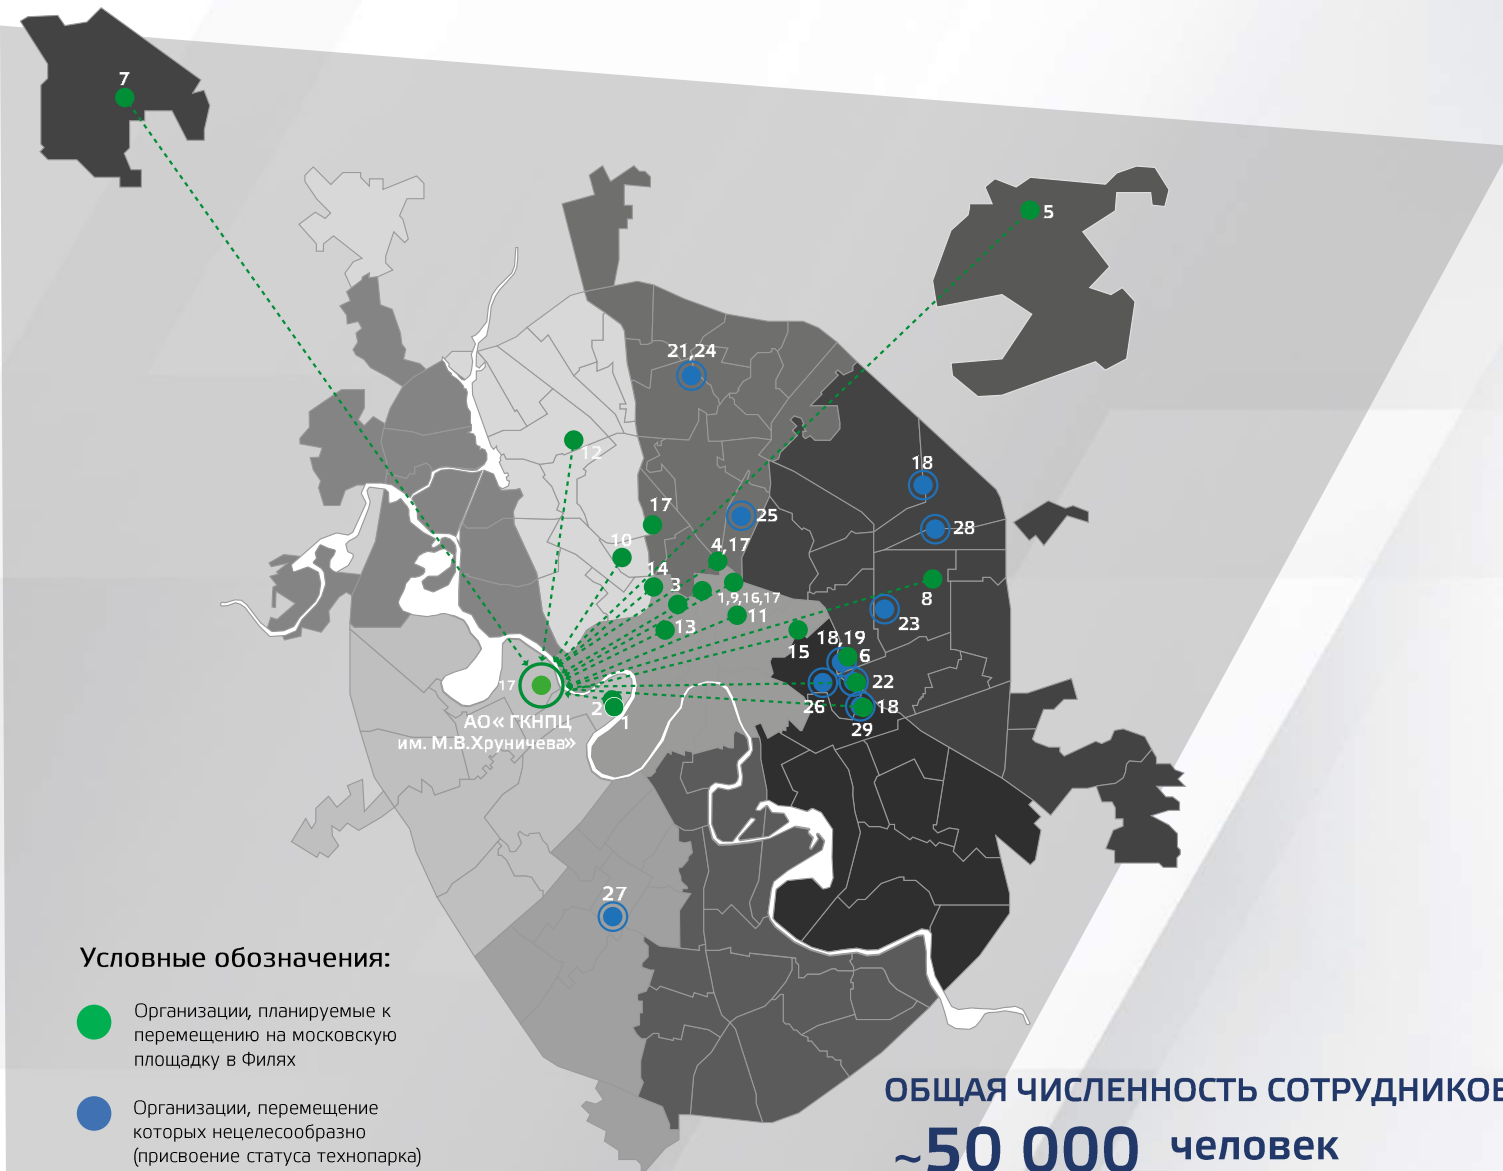 7
5
21,24
12
18
17
25
28
10
4,17
14
3
1,9,16,17
8
11
23
13
18,19
15
6
17
22
26
18
2
1
29
АО« ГКНПЦ
им. М.В.Хруничева»
27
Условные обозначения:
Организации, планируемые к
перемещению на московскую
площадку в Филях
Организации, перемещение
которых нецелесообразно
(присвоение статуса технопарка)
ОБЩАЯ ЧИСЛЕННОСТЬ СОТРУДНИКОВ
~50 000 человек